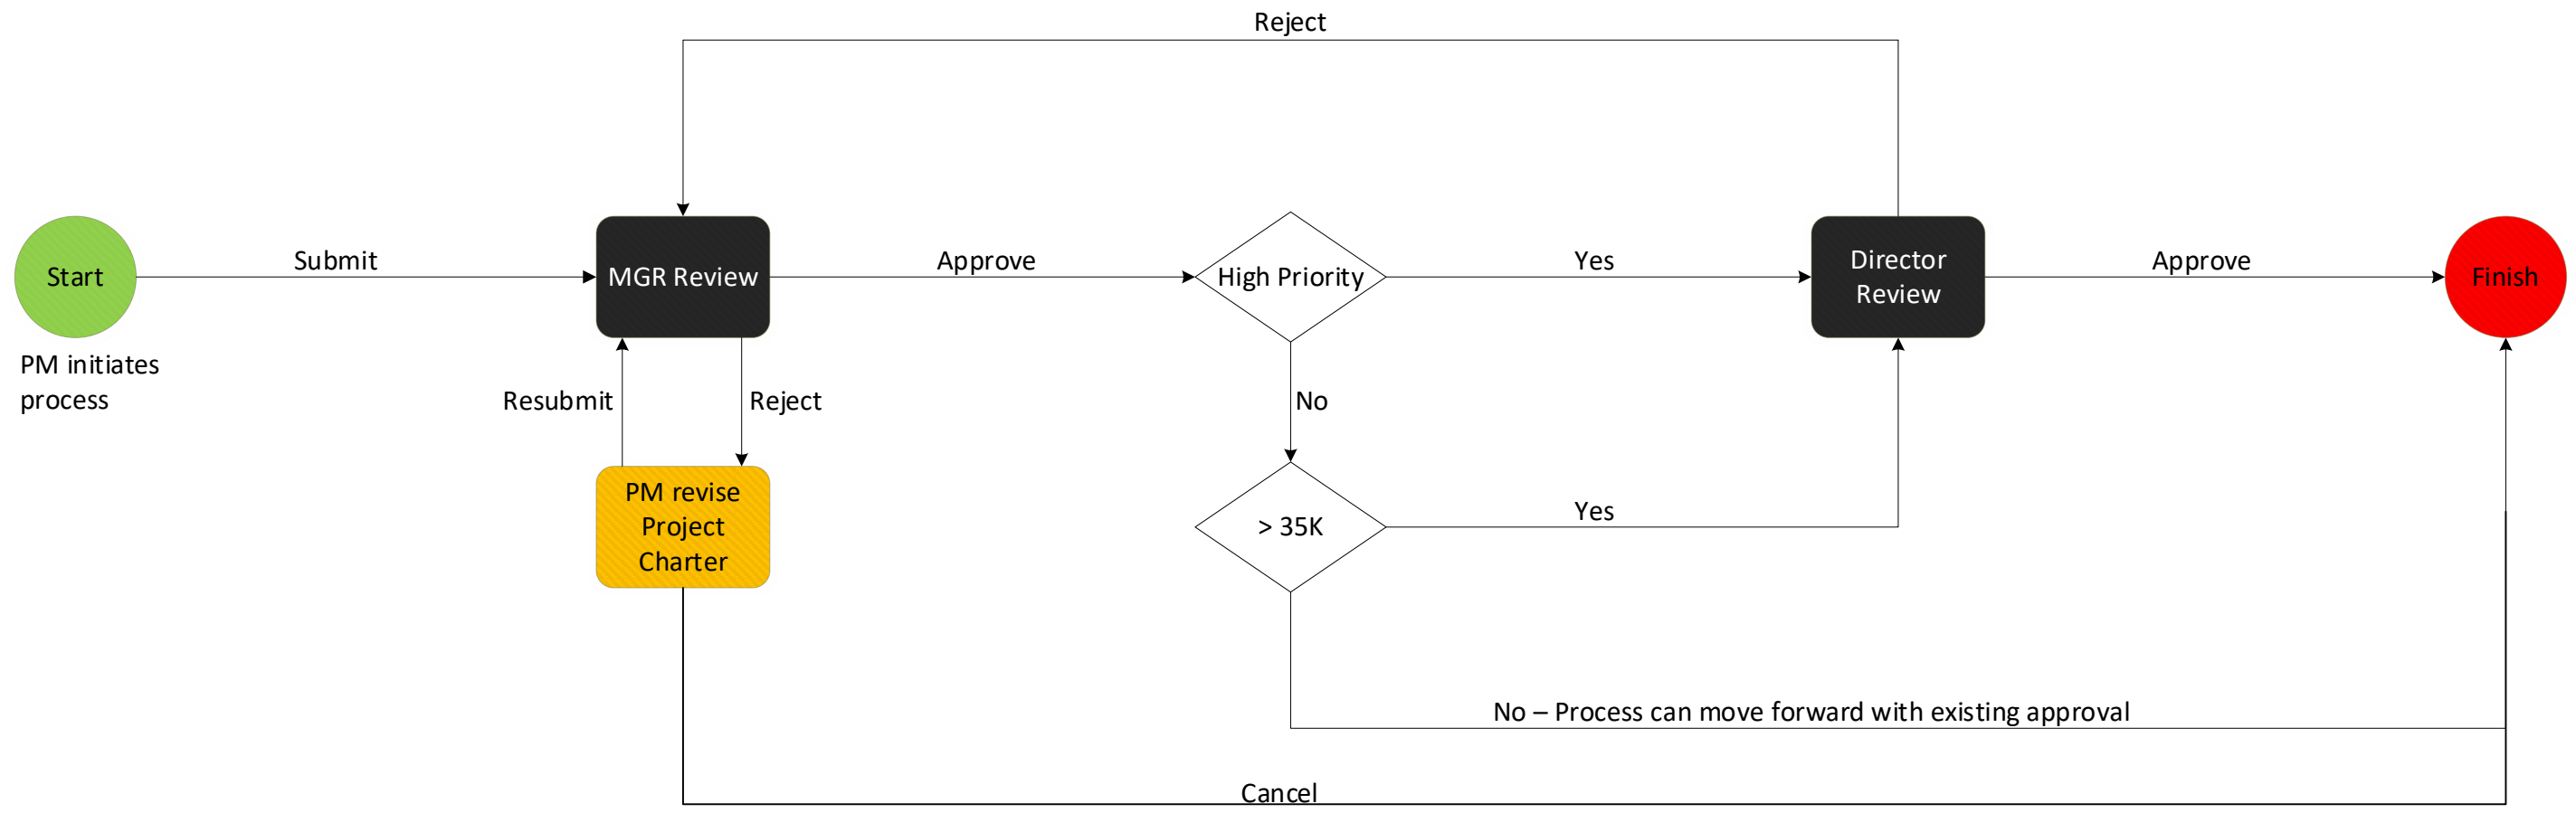 Reject
Start
Submit
MGR Review
Approve
High Priority
Yes
Director
Review
Approve
Finish
PM initiates
process
Resubmit
Reject
No
PM revise
Project
Charter
> 35K
Yes
No – Process can move forward with existing approval
Cancel